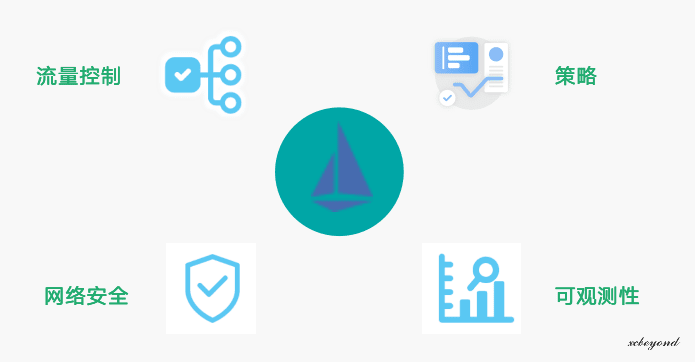 流量控制
策略
网络安全
可观测性
xcbeyond